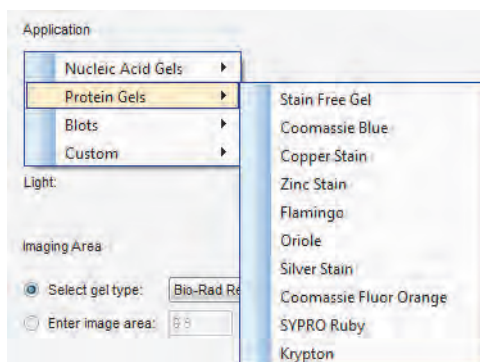 Application
Nucleic Acid Gels
Protein Gels
Blots
Custom
Stain Free Gel
Coomassie Blue
Copper Stain
Zinc Stain
Flamingo
Oriole
Silver Stain
Coomassie Fluor Orange
SYPRO Ruby
Krypton
Light:
Imaging Area
Select gel type:
Bio-Rad Re
Enter image area: